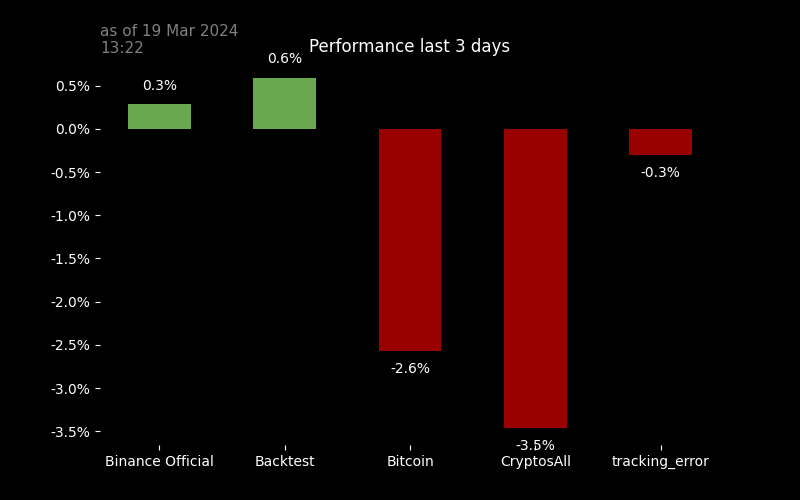 as of 19 Mar 2024
13:22
Performance last 3 days
0.3%
0.6%
-2.6%
-3.5%
-0.3%
0.5%
0.0%
-0.5%
-1.0%
-1.5%
-2.0%
-2.5%
-3.0%
-3.5%
Binance Official
Backtest
Bitcoin
CryptosAll
tracking_error